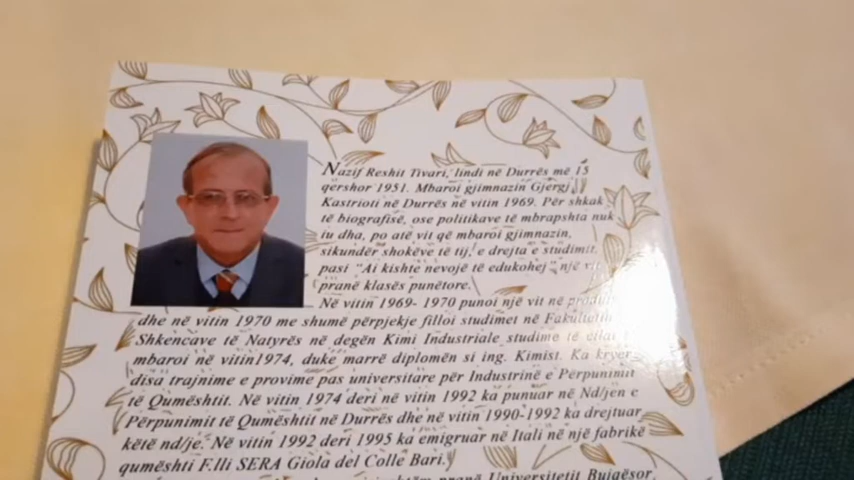 Nazif Reshit Tivari, lindi në Durrës më 15
qershor 1951. Mbaroi gjimnazin Gjergj
Kastrioti në Durrës në vitin 1969. Për shkak
të biografisë, ose politikave të mbrapshta nuk
iu dha, po atë vit që mbaroi gjimnazin,
sikundër shokëve të tij, e drejta e studimit.
pasi "Ai kishte nevojë të edukohej" një vit
pranë klasës punëtore.
Në vitin 1969- 1970 punoi një vit në
dhe në vitin 1970 me shumë përpjekje filloi studimet në Fakultetin
Shkencave të Natyrës në degën Kimi Industriale. studime të cilat
mbaroi në vitin 1974, duke marrë diplomën si ing. Kimist. Ka kryer
disa trajnime e provime pas universitare për Industrinë e Përpunimit
të Qumështit. Në vitin 1974 deri në vitin 1992 ka punuar në Nd/jen e
Përpunimit të Qumështit në Durrës dhe në vitin 1990-1992 ka drejtuar
këtë nd/je. Në vitin 1992 deri 1995 ka emigruar në Itali në një fabrikë
qumështi F.lli SERA Giola del Colle Bari.
pranë Universitetit Bujqësor,